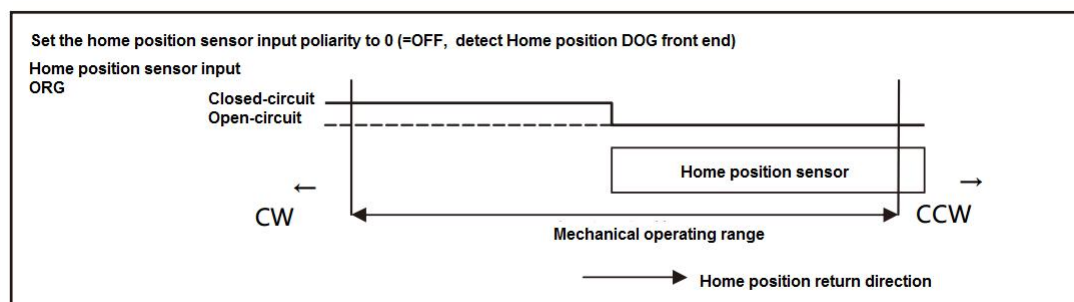 Set the home position sensor input poliarity to 0 (=OFF, detect Home position DOG front end)
Home position sensor input
ORG
Closed-circuit
Open-circuit
Home position sensor
CW
CCW
Mechanical operating range
Home position return direction